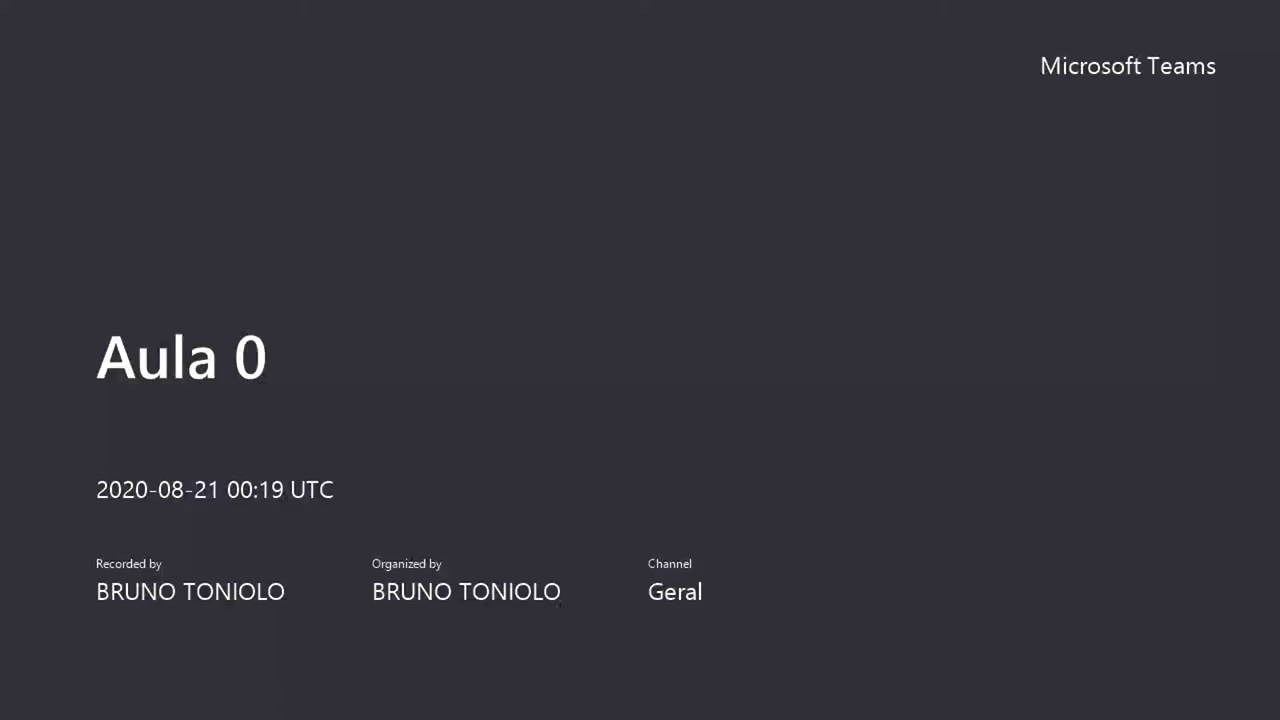 Microsoft Teams
Aula 0
2020-08-21 00:19 UTC
Recorded by
BRUNO TONIOLO
Organized by
BRUNO TONIOLO
Channel
Geral